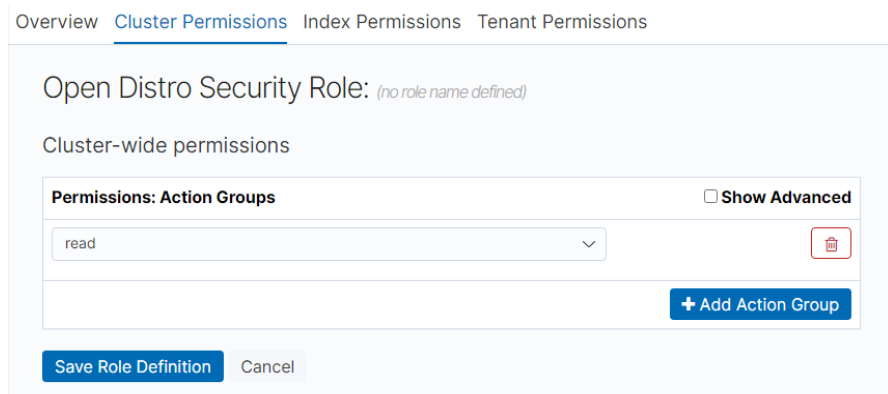 Overview Cluster Permissions Index Permissions Tenant Permissions
Open Distro Security Role: (no role name defined)
Cluster-wide permissions
Permissions: Action Groups Show Advanced
read
+ Add Action Group
Save Role Definition Cancel